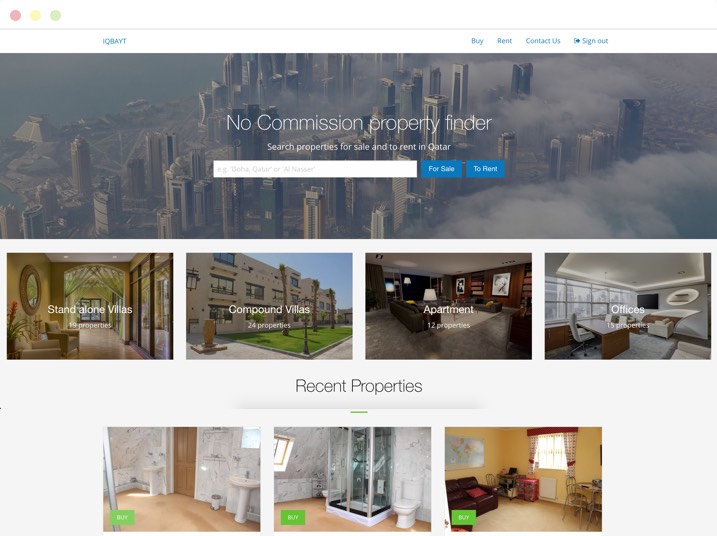 IQBAYT
Buy
Rent
Contact Us
Sign out
No Commission property finder
Search properties for sale and to rent in Qatar
e.g. 'Doha, Qatar' or 'Al Nasser'
For Sale
To Rent
Stand alone Villas
19 properties
Compound Villas
24 properties
Apartment
12 properties
Offices
15 properties
Recent Properties
BUY
BUY
BUY